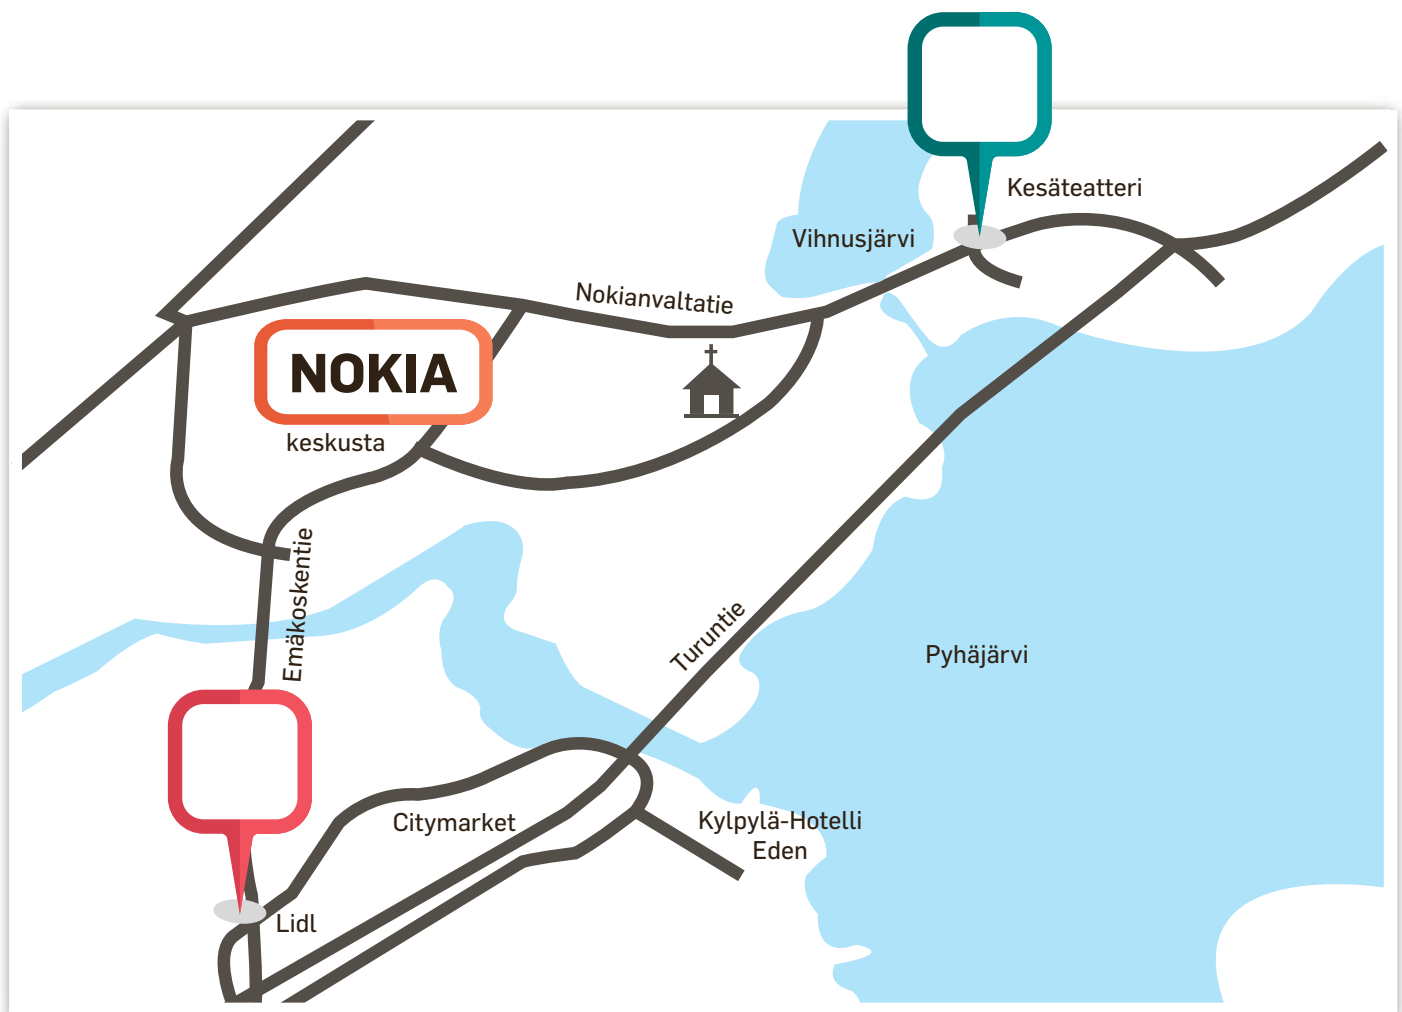 Kesäteatteri
Vihnusjärvi
Nokianvaltatie
NOKIA
keskusta
Emäkoskentie
Turuntie
Pyhäjärvi
Citymarket
Kylpylä-Hotelli
Eden
Lidl